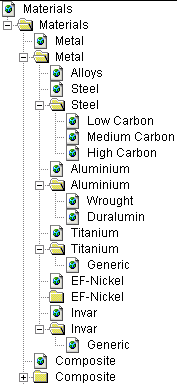 Materials
Materials
Metal
Metal
Alloys
Steel
Steel
Low Carbon
Medium Carbon
High Carbon
Aluminium
Aluminium
Wrought
Duralumin
Titanium
Titanium
Generic
EF-Nickel
EF-Nickel
Invar
Invar
Generic
Composite
Composite